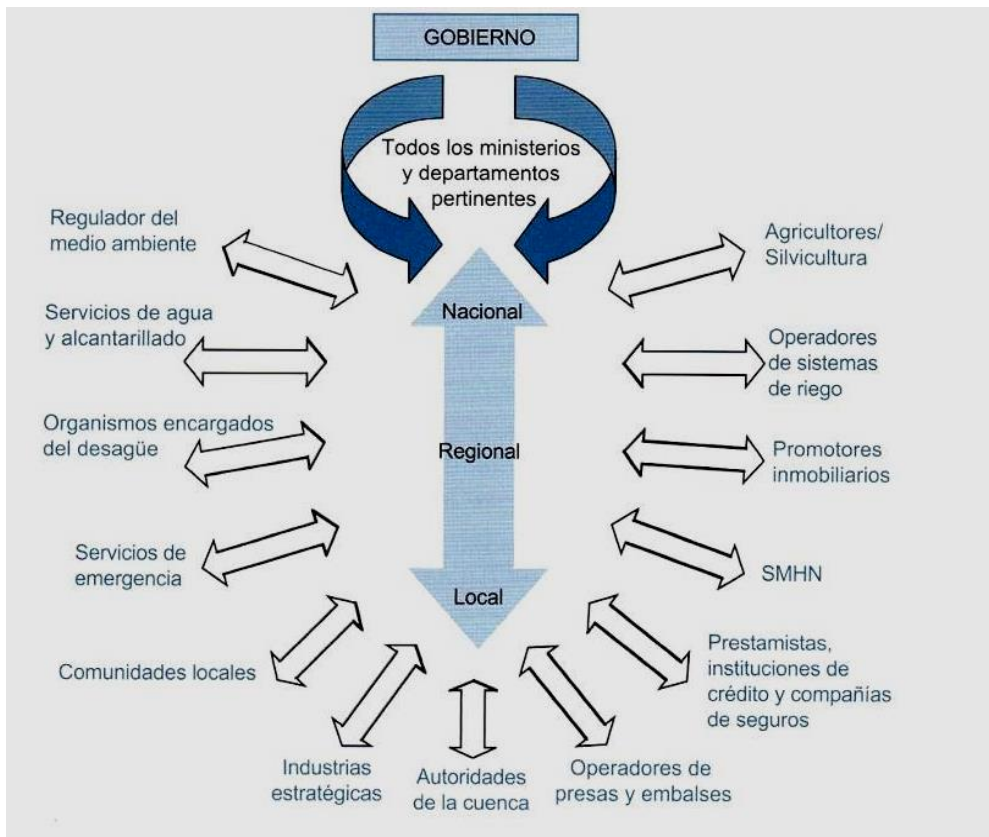 GOBIERNO
Todos los ministerios
y departamentos
pertinentes
Regulador del
medio ambiente
Servicios de agua
y alcantarillado
Organismos encargados
del desagüe
Servicios de
emergencia
Comunidades locales
Industrias
estratégicas
Autoridades
de la cuenca
Operadores de
presas y embalses
Prestamistas,
instituciones de
crédito y compañías
de seguros
SMHN
Promotores
inmobiliarios
Operadores
de sistemas
de riego
Agricultores/
Silvicultura
Nacional
Regional
Local